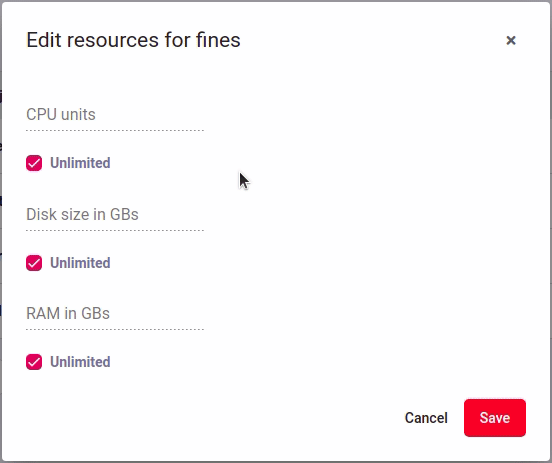 Edit resources for fines
CPU units
Unlimited
Disk size in GBs
Unlimited
RAM in GBs
Unlimited
Cancel Save